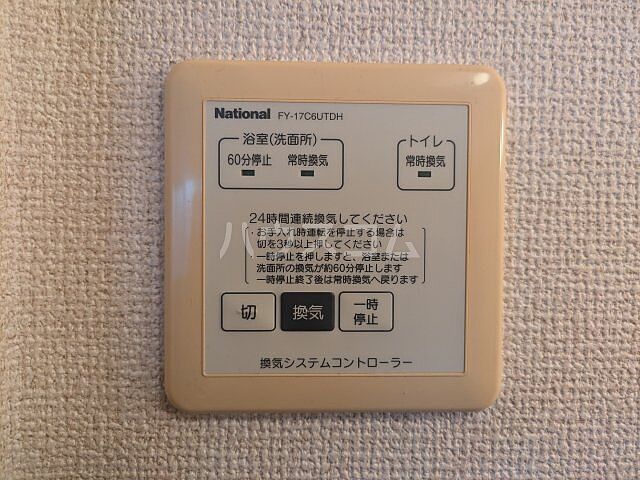 National FY-17C6UTDH
浴室(洗面所)
トイレ
60分停止 常時換気
常時換気
24時間連続換気してください
・お手入れ時運転を停止する場合は
切を3秒以上押してください
・一時停止を押しますと、浴室または
洗面所の換気が約60分停止します
一時停止終了後は常時換気へ戻ります
切 換気 一時
停止
換気システムコントローラー